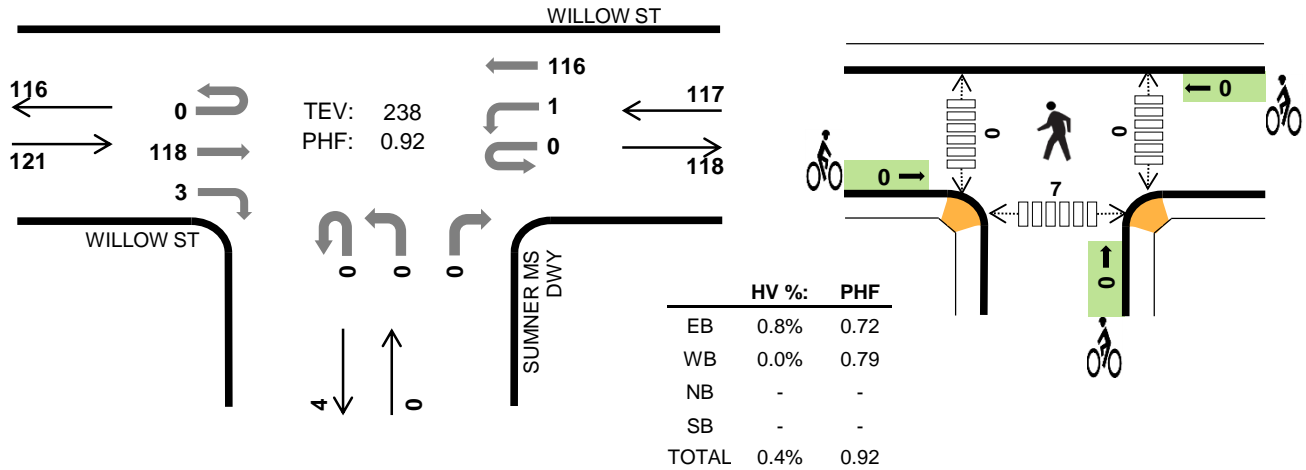 WILLOW ST
116
116
0
TEV: 238
1
117
118
PHF: 0.92
0
121
118
3
WILLOW ST
0
0
0
SUMNER MS
DWY
4
0
0
0
0
0
7
0
HV %: PHF
EB 0.8% 0.72
WB 0.0% 0.79
NB - -
SB - -
TOTAL 0.4% 0.92